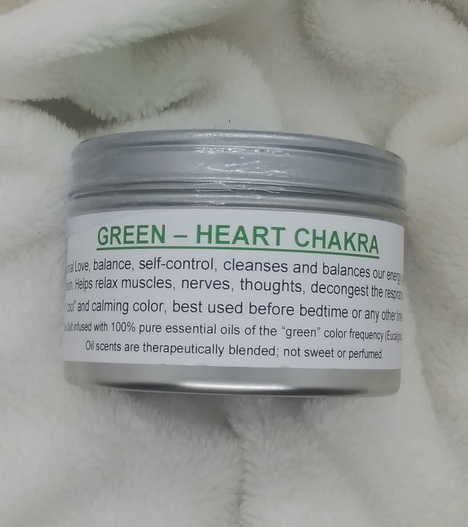 GREEN – HEART CHAKRA
Love, balance, self-control, cleanses and balances our energy
Helps relax muscles, nerves, thoughts, decongest the
and calming color, best used before bedtime or any other
infused with 100% pure essential oils of the "green" color frequency
Oil scents are therapeutically blended; not sweet or perfumed.